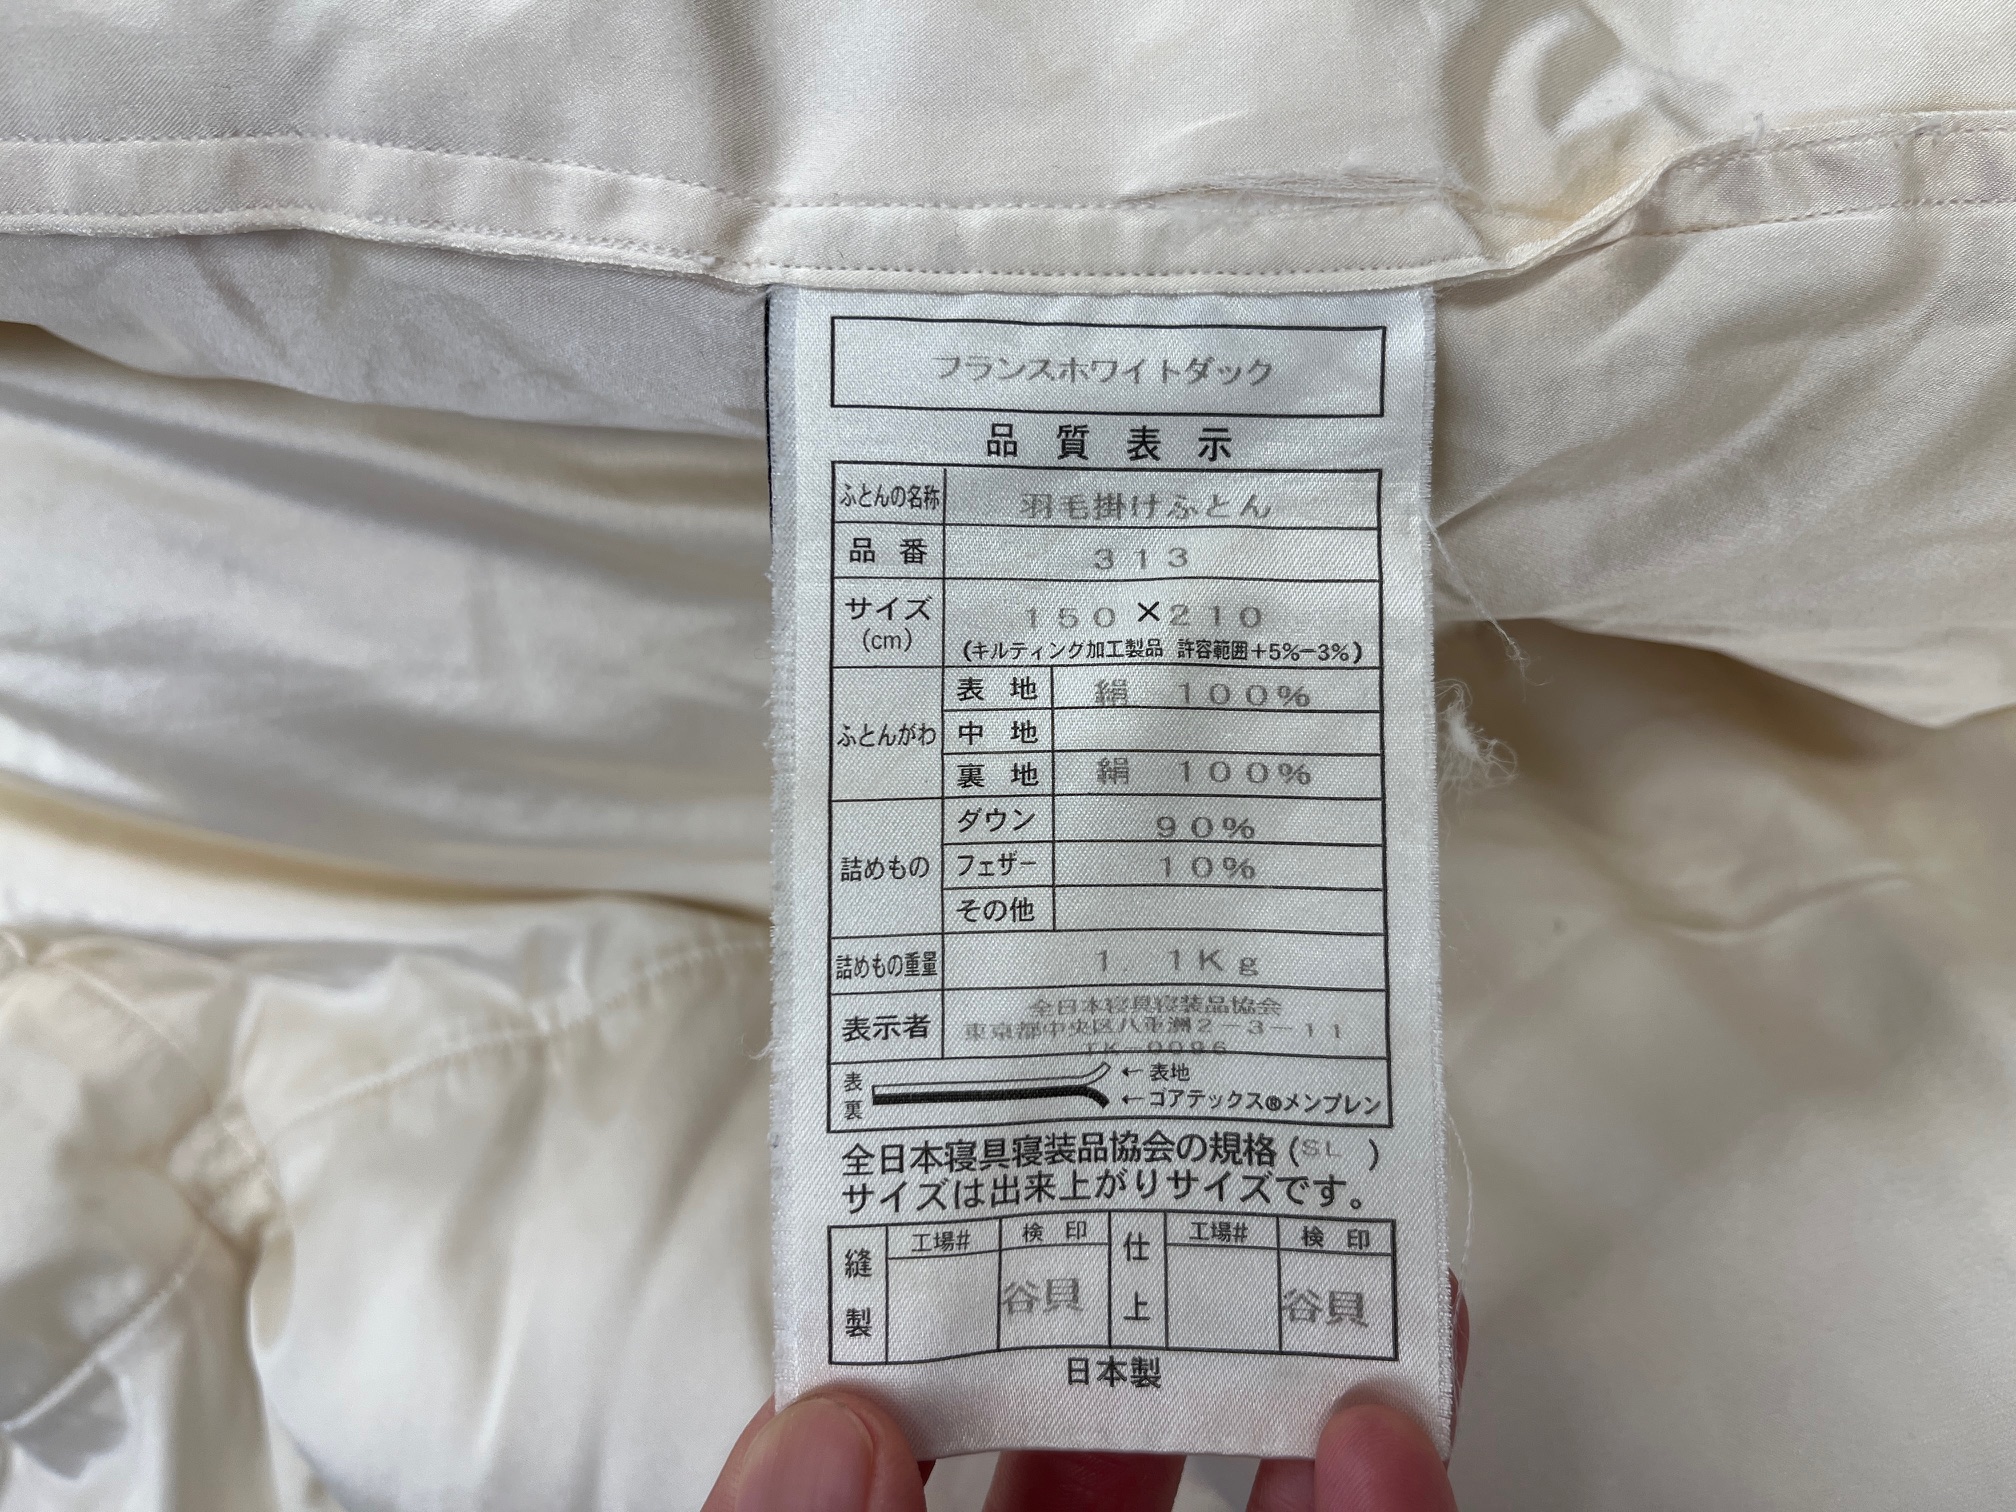 フランスホワイトダック
品質表示
ふとんの名称 羽毛掛けふとん
品番 313
サイズ(cm) 150×210
(キルティング加工製品 許容範囲+5%-3%)
ふとんがわ
表地 絹 100%
中地
裏地 絹 100%
詰めもの
ダウン 90%
フェザー 10%
その他
詰めもの重量 1 1Kg
表示者 全日本寝具寝装品協会
東京都中央区八重洲2-3-11
TK-0096
表 ←表地
裏 ←ゴアテックス®メンブレン
全日本寝具寝装品協会の規格(SL )
サイズは出来上がりサイズです。
縫製 工場# 検印 仕上 工場# 検印
谷貝 谷貝
日本製